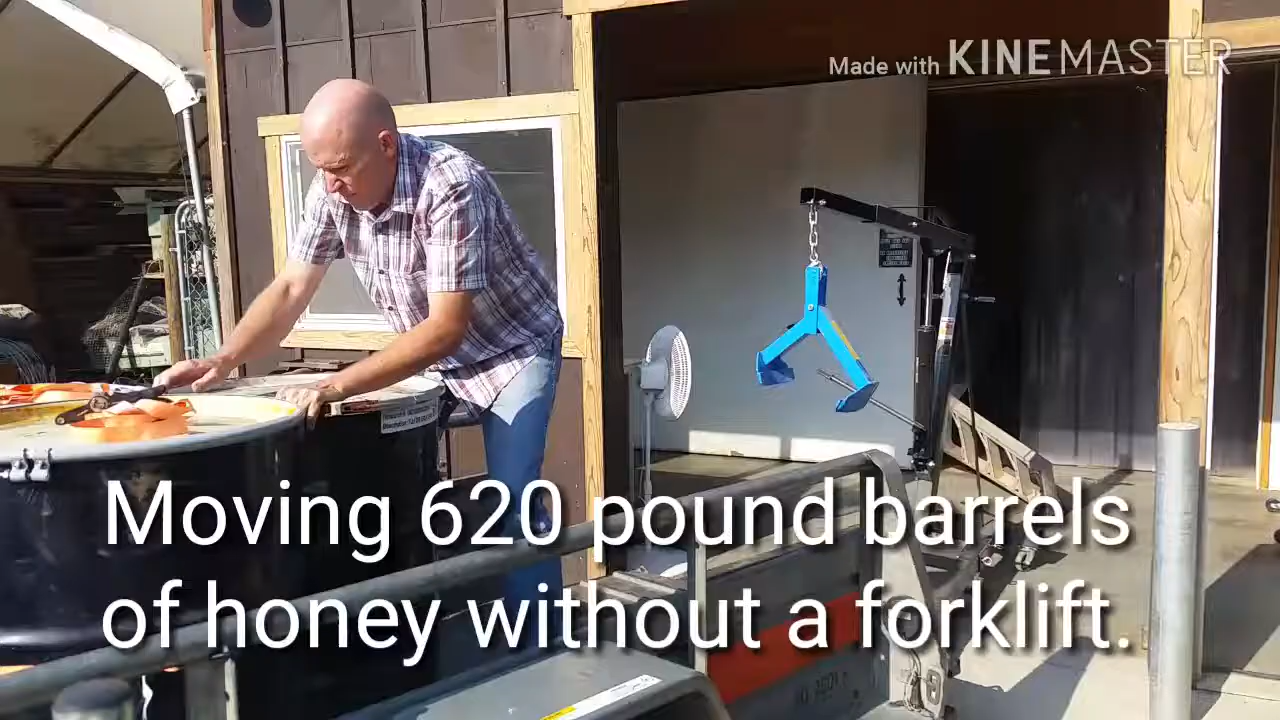 Made with KINEMASTER
Moving 620 pound barrels
of honey without a forklift.